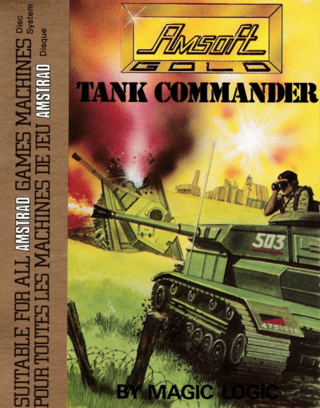 SUITABLE FOR ALL AMSTRAD GAMES MACHINES Disc System
POUR TOUTES LES MACHINES DE JEU AMSTRAD Disque
Amsoft
GOLD
TANK COMMANDER
503
BY MAGIC LOGIC